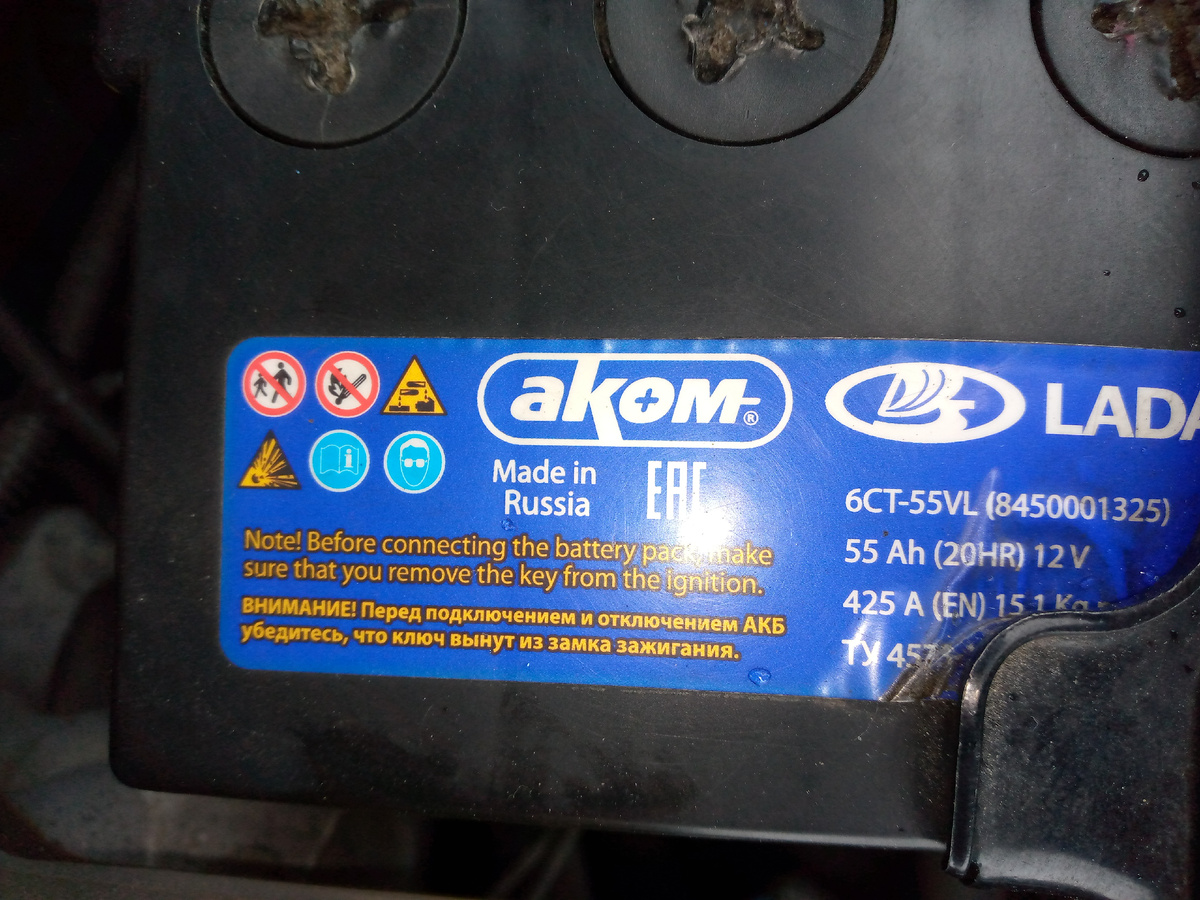 akom®
LADA
Made in
Russia
EAC
6CT-55VL (8450001325)
55 Ah (20HR) 12 V
425 A (EN) 15,1 Kg
ТУ
Note! Before connecting the battery pack, make
sure that you remove the key from the ignition.
ВНИМАНИЕ! Перед подключением и отключением АКБ
убедитесь, что ключ вынут из замка зажигания.